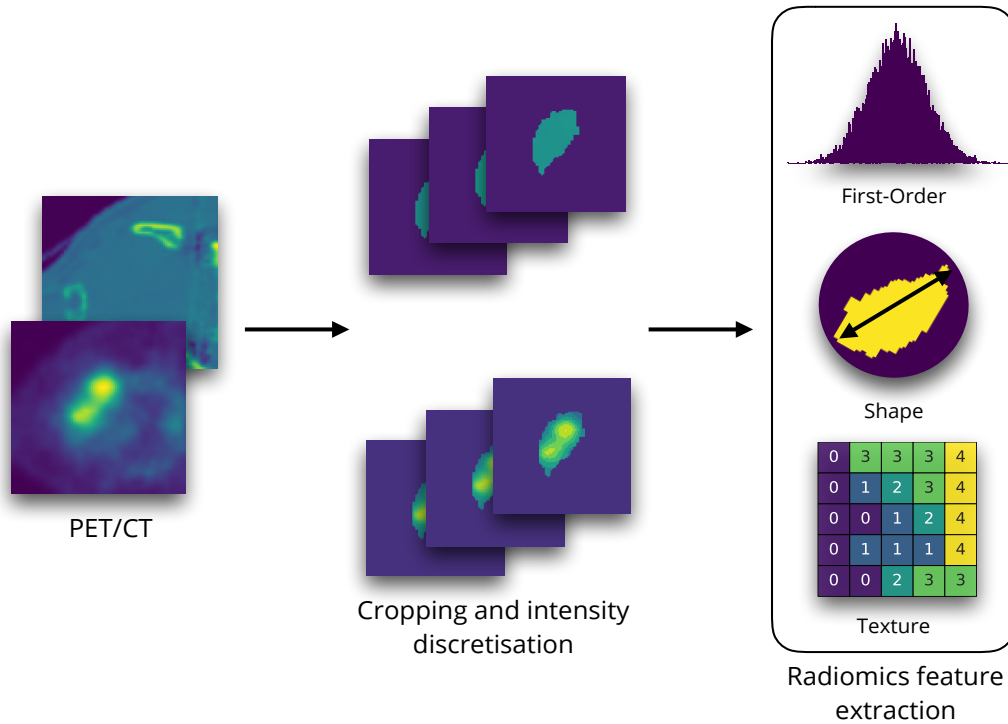 PET/CT
Cropping and intensity
discretisation
First-Order
Shape
0 3 3 3 4
0 1 2 3 4
0 0 1 2 4
0 1 1 1 4
0 0 2 3 3
Texture
Radiomics feature
extraction